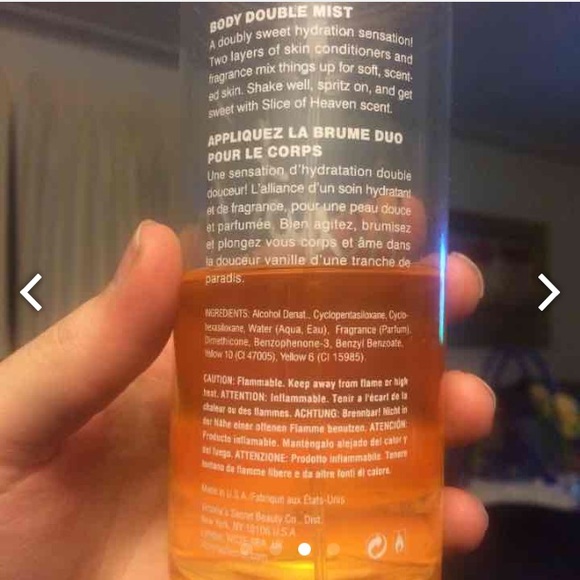 BODY DOUBLE MIST
A doubly sweet hydration sensation!
Two layers of skin conditioners and
fragrance mix things up for soft, scent-
ed skin. Shake well, spritz on, and get
sweet with Slice of Heaven scent.
APPLIQUEZ LA BRUME DUO
POUR LE CORPS
Une sensation d'hydratation double
douceur! L'alliance d'un soin hydratant
et de fragrance, pour une peau douce
et parfumée. Bien agitez, brumisez
et plongez vous corps et âme dans
la douceur vanille d'une tranche de
paradis.
INGREDIENTS: Alcohol Denat., Cyclopentasiloxane, Cyclo-
hexasiloxane, Water (Aqua, Eau), Fragrance (Parfum),
Dimethicone, Benzophenone-3, Benzyl Benzoate,
Yellow 10 (CI 47005), Yellow 6 (CI 15985)
CAUTION: Flammable. Keep away from flame or high
heat. ATTENTION: Inflammable. Tenir a l'écart de la
chaleur ou des flammes. ACHTUNG: Brennbar! Nicht in
der Nähe einer offenen Flamme benutzen. ATENCIÓN:
Producto inflamable. Manténgalo alejado del calor y
del fuego. ATTENZIONE: Prodotto infiammabile. Tenere
lontano da fiamme libere e da altre fonti di calore.
Made in U.S.A./Fabriqué aux États-Unis
Victoria's Secret Beauty Co., Dist.
New York, NY 10106 U.S.A.